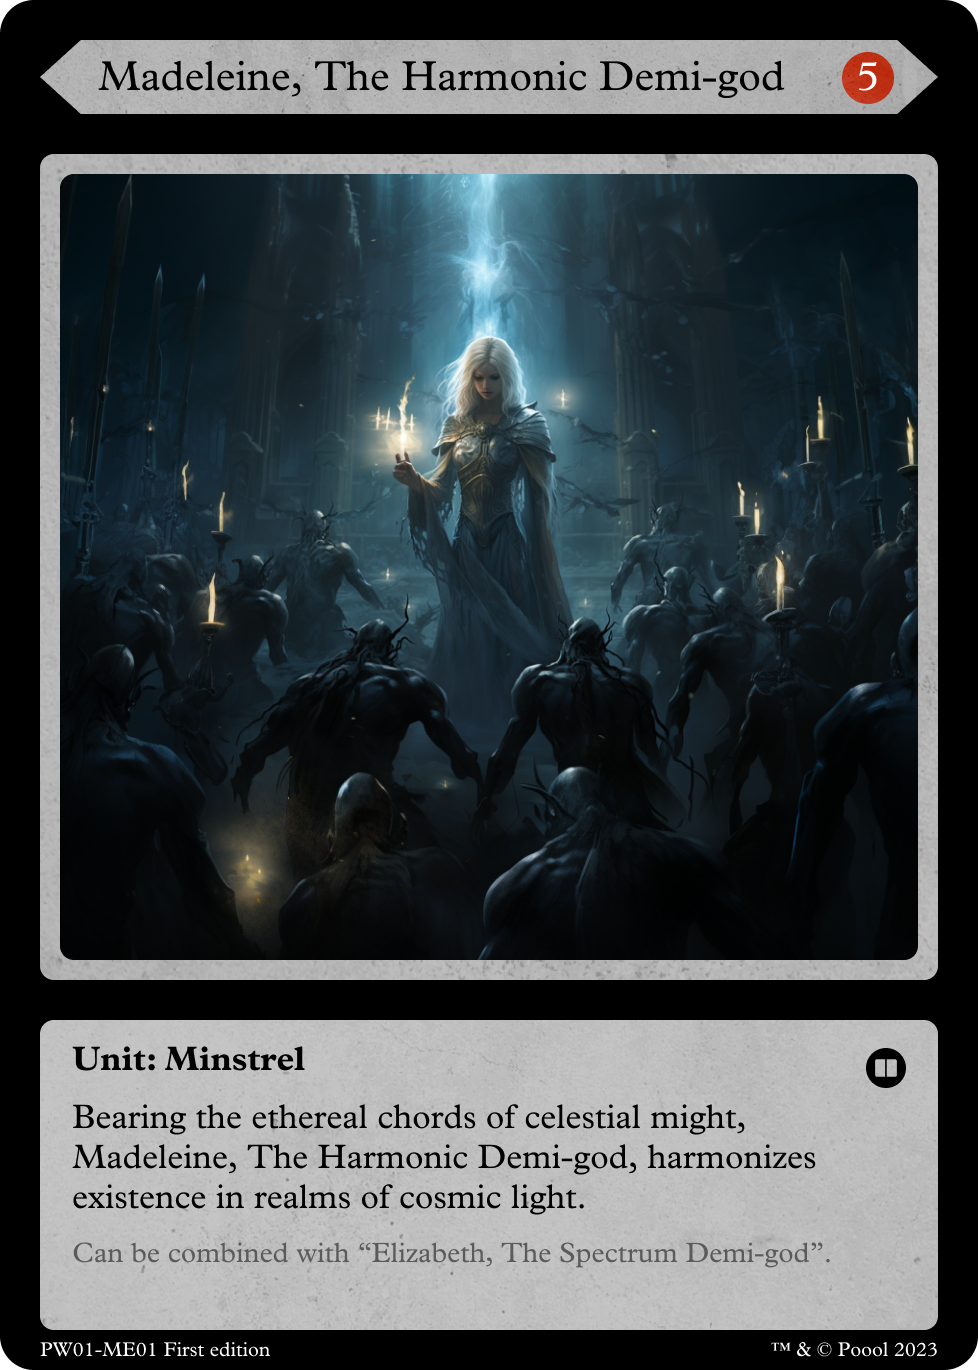 Madeleine, The Harmonic Demi-god 5
Unit: Minstrel
Bearing the ethereal chords of celestial might,
Madeleine, The Harmonic Demi-god, harmonizes
existence in realms of cosmic light.
Can be combined with “Elizabeth, The Spectrum Demi-god”.
PW01-ME01 First edition ™ & © Poool 2023